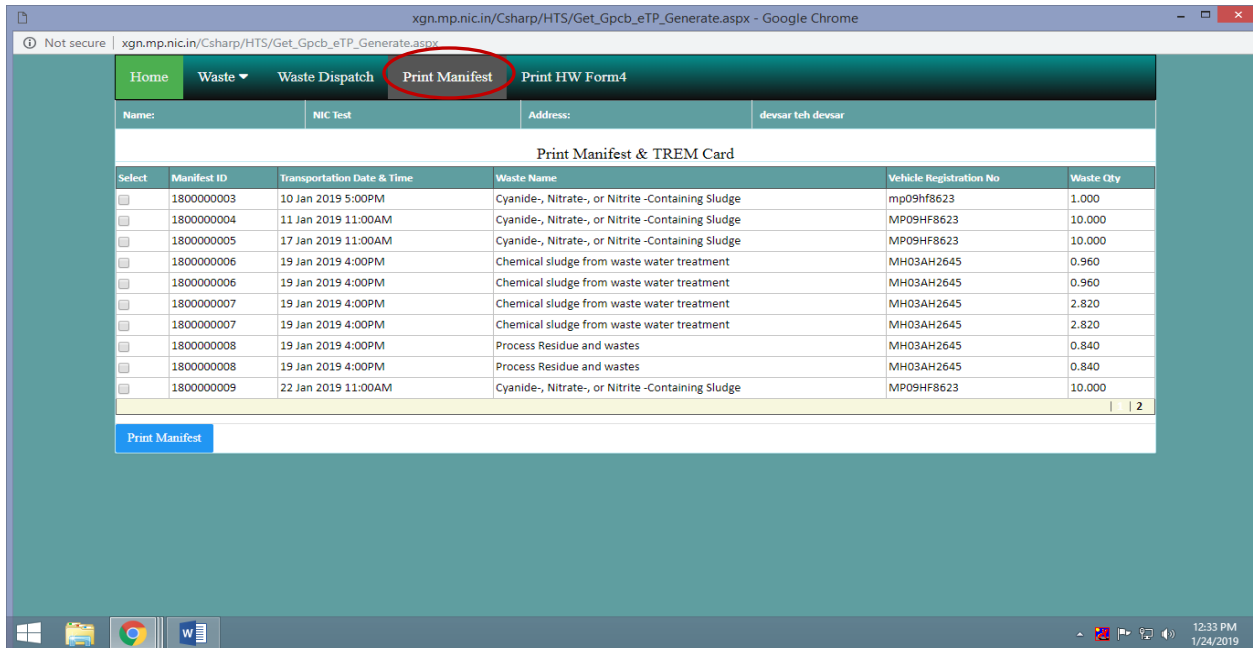 xgn.mp.nic.in/Csharp/HTS/Get_Gpcb_eTP_Generate.aspx - Google Chrome
Not secure | xgn.mp.nic.in/Csharp/HTS/Get_Gpcb_eTP_Generate.aspx
Home Waste Waste Dispatch Print Manifest Print HW Form4
Name: NIC Test Address: devsar teh devsar
Print Manifest & TREM Card
Select Manifest ID Transportation Date & Time Waste Name Vehicle Registration No Waste Qty
1800000003 10 Jan 2019 5:00PM Cyanide-, Nitrate-, or Nitrite -Containing Sludge mp09hf8623 1.000
1800000004 11 Jan 2019 11:00AM Cyanide-, Nitrate-, or Nitrite -Containing Sludge MP09HF8623 10.000
1800000005 17 Jan 2019 11:00AM Cyanide-, Nitrate-, or Nitrite -Containing Sludge MP09HF8623 10.000
1800000006 19 Jan 2019 4:00PM Chemical sludge from waste water treatment MH03AH2645 0.960
1800000006 19 Jan 2019 4:00PM Chemical sludge from waste water treatment MH03AH2645 0.960
1800000007 19 Jan 2019 4:00PM Chemical sludge from waste water treatment MH03AH2645 2.820
1800000007 19 Jan 2019 4:00PM Chemical sludge from waste water treatment MH03AH2645 2.820
1800000008 19 Jan 2019 4:00PM Process Residue and wastes MH03AH2645 0.840
1800000008 19 Jan 2019 4:00PM Process Residue and wastes MH03AH2645 0.840
1800000009 22 Jan 2019 11:00AM Cyanide-, Nitrate-, or Nitrite -Containing Sludge MP09HF8623 10.000
| | 2
Print Manifest
12:33 PM
1/24/2019